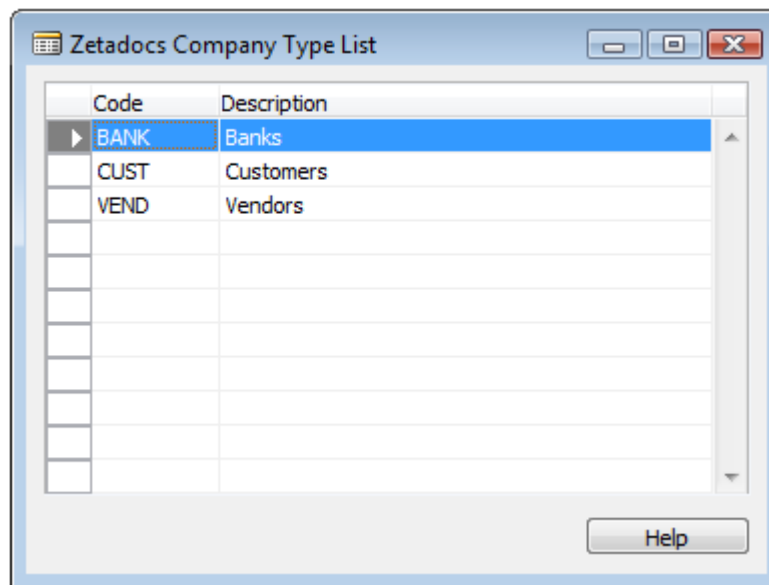 Zetadocs Company Type List
Code Description
BANK Banks
CUST Customers
VEND Vendors
Help